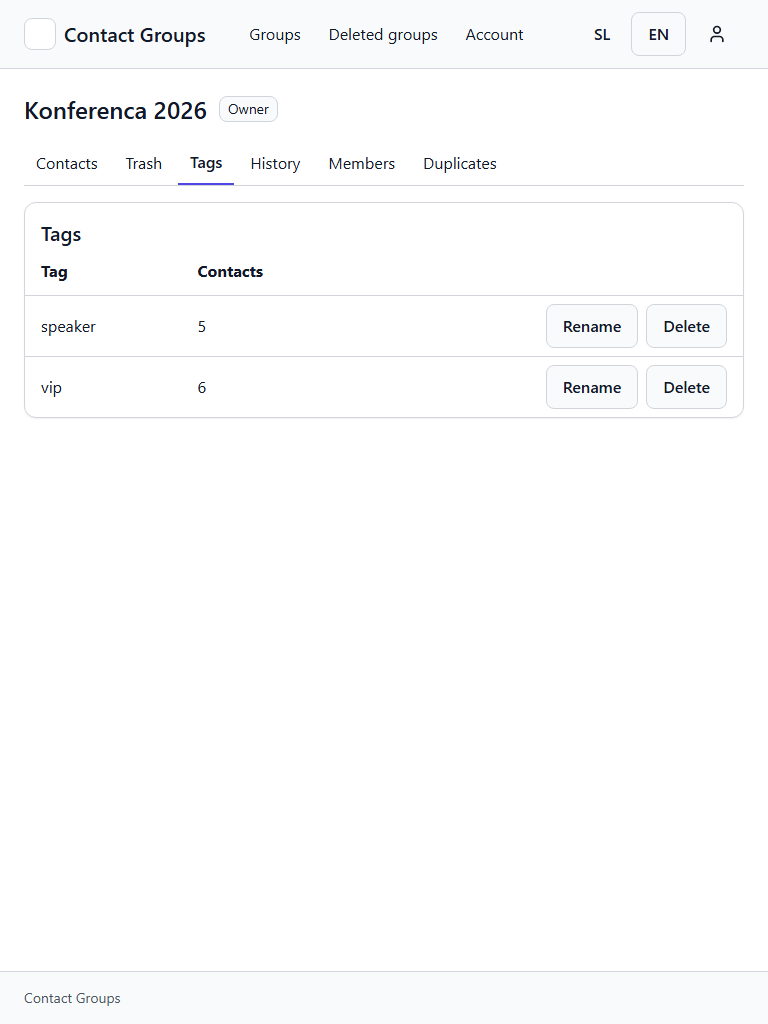 Contact Groups Groups Deleted groups Account SL EN
Konferenca 2026 Owner
Contacts Trash Tags History Members Duplicates
Tags
Tag Contacts
speaker 5 Rename Delete
vip 6 Rename Delete
Contact Groups